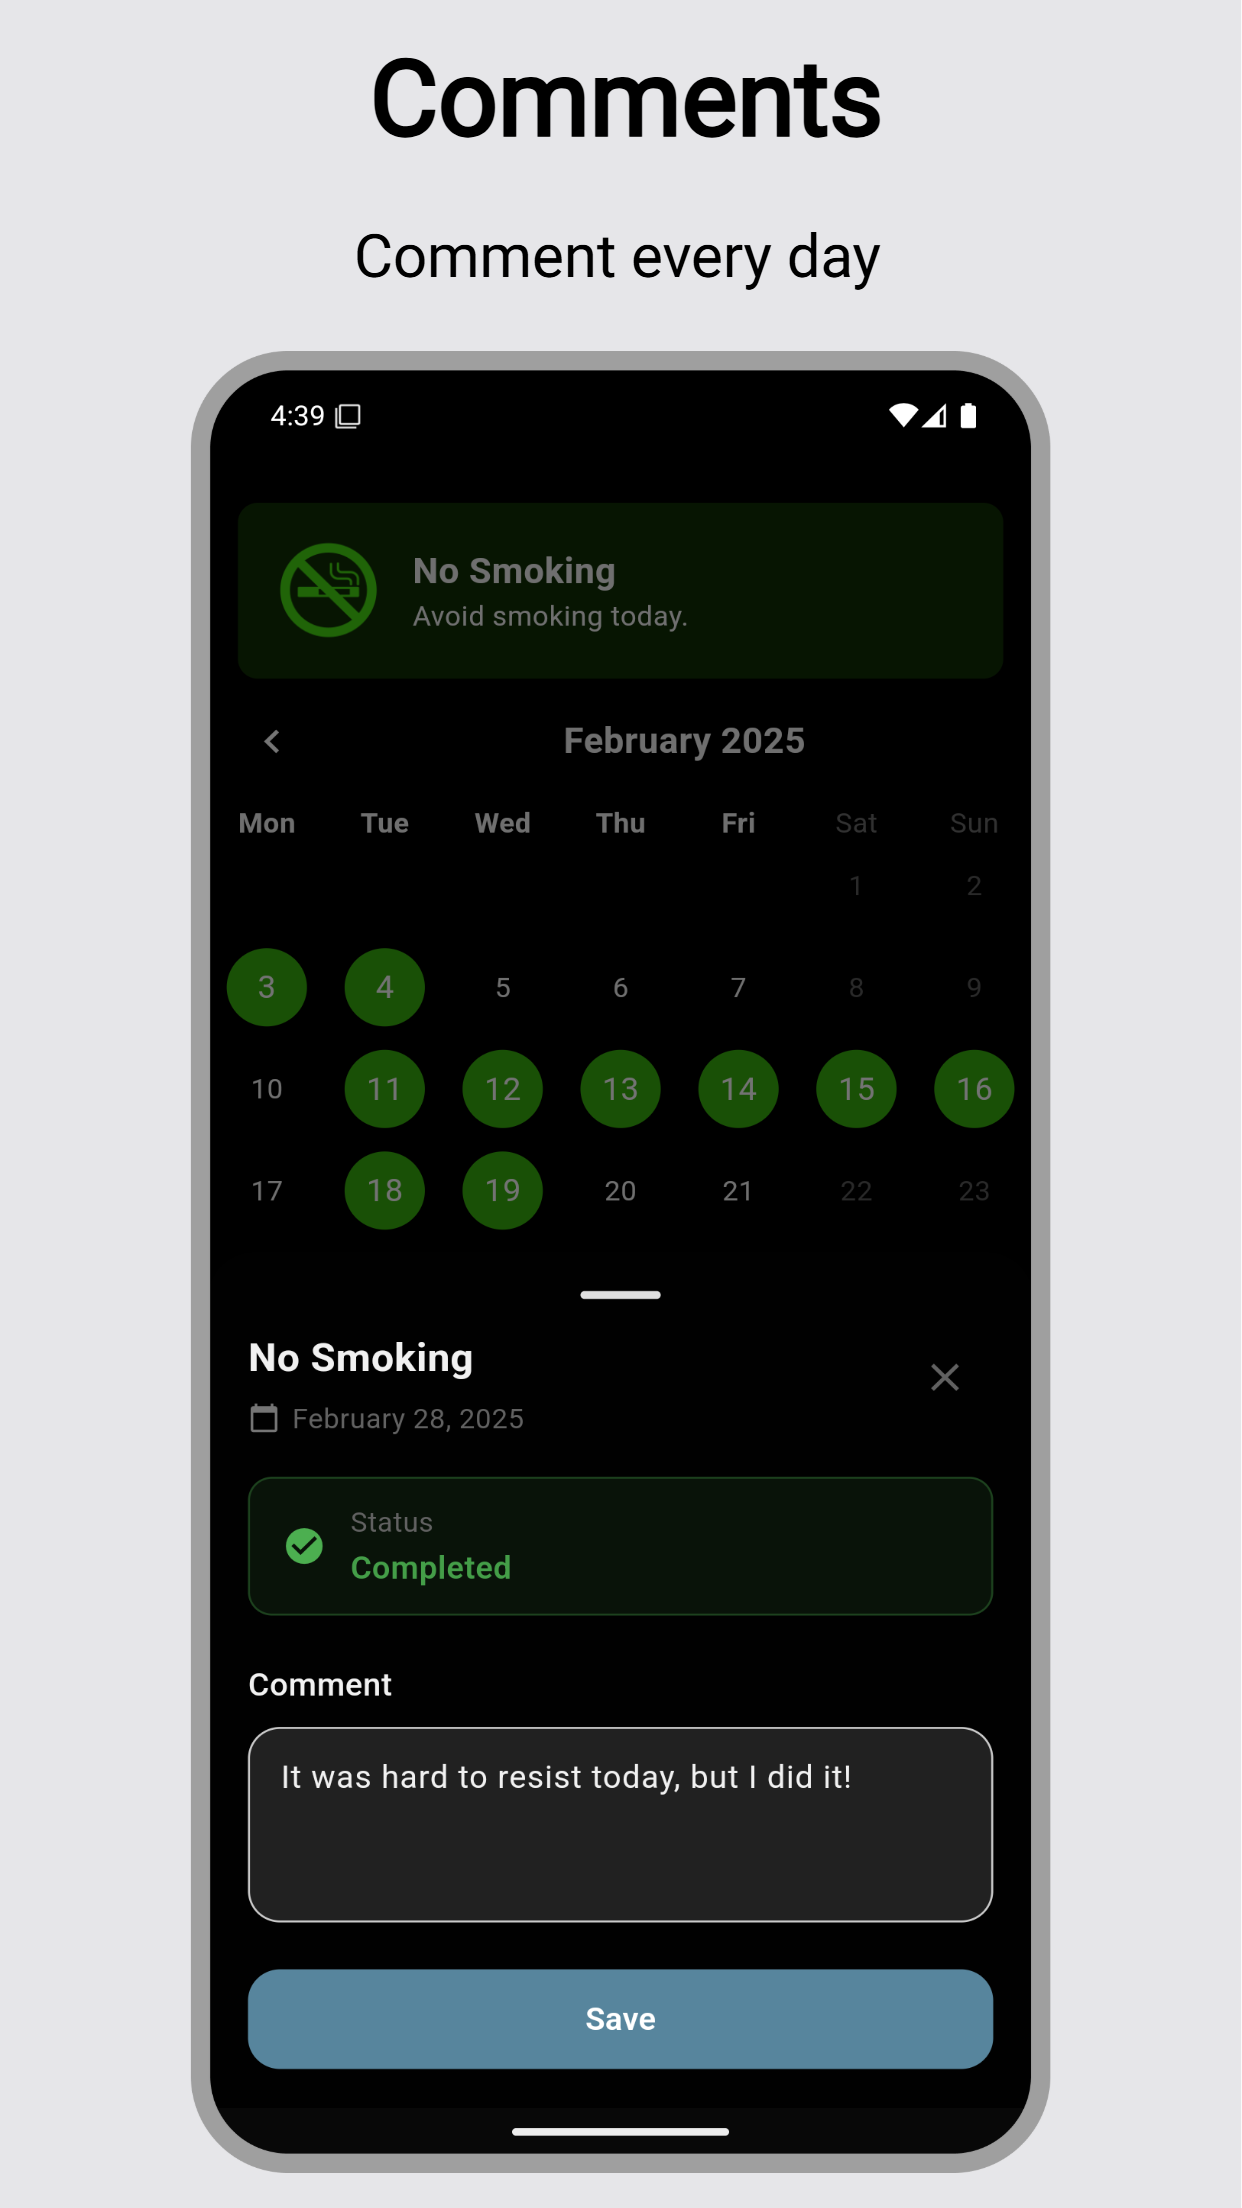 Comments
Comment every day
4:39
No Smoking
Avoid smoking today.
February 2025
Mon Tue Wed Thu Fri Sat Sun
1 2
3 4 5 6 7 8 9
10 11 12 13 14 15 16
17 18 19 20 21 22 23
No Smoking
February 28, 2025
Status
Completed
Comment
It was hard to resist today, but I did it!
Save